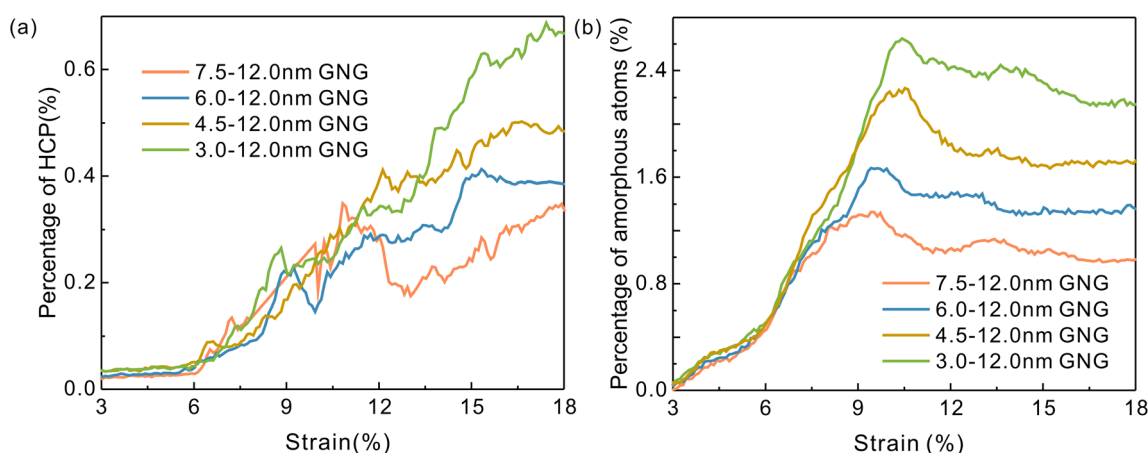 (a)
Percentage of HCP(%)
0.6
0.4
0.2
0.0
7.5-12.0nm GNG
6.0-12.0nm GNG
4.5-12.0nm GNG
3.0-12.0nm GNG
3 6 9 12 15 18
Strain(%)
(b)
Percentage of amorphous atoms (%)
2.4
1.6
0.8
0.0
7.5-12.0nm GNG
6.0-12.0nm GNG
4.5-12.0nm GNG
3.0-12.0nm GNG
3 6 9 12 15 18
Strain (%)